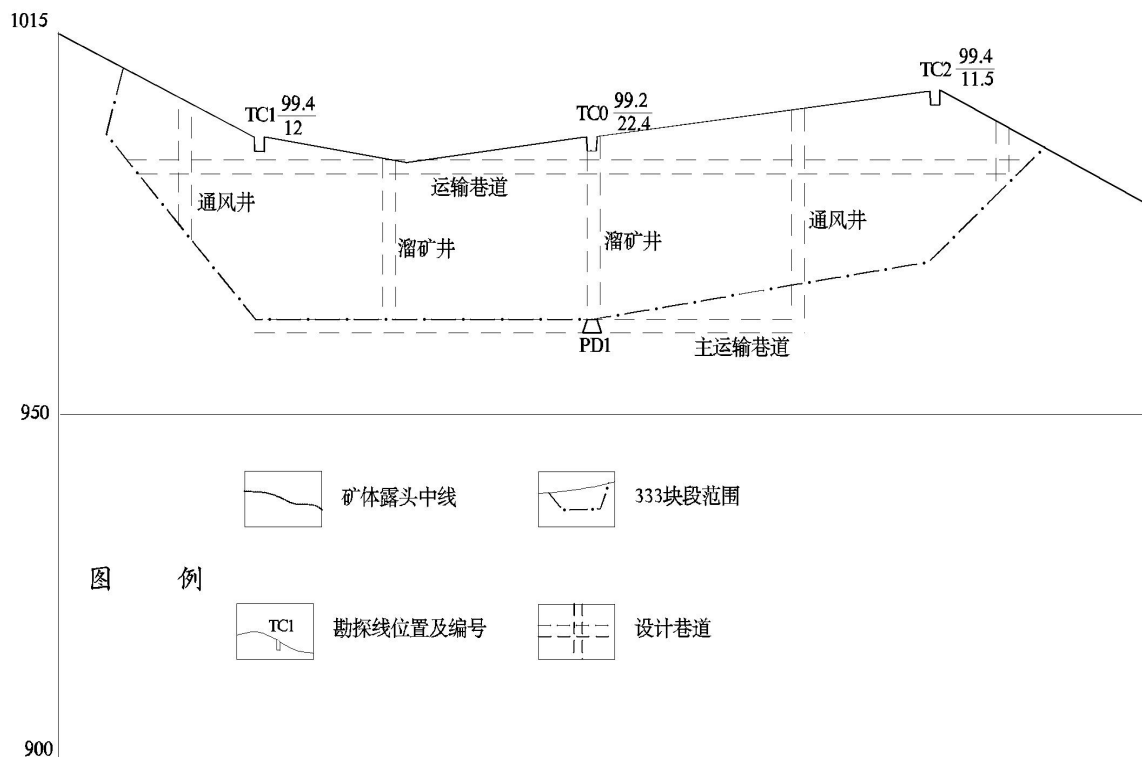 1015
TC2 99.4
11.5
TC1 99.4
12
TC0 99.2
22.4
运输巷道
通风井
溜矿井
溜矿井
通风井
PD1
主运输巷道
950
矿体露头中线
333块段范围
图 例
TC1
勘探线位置及编号
设计巷道
900